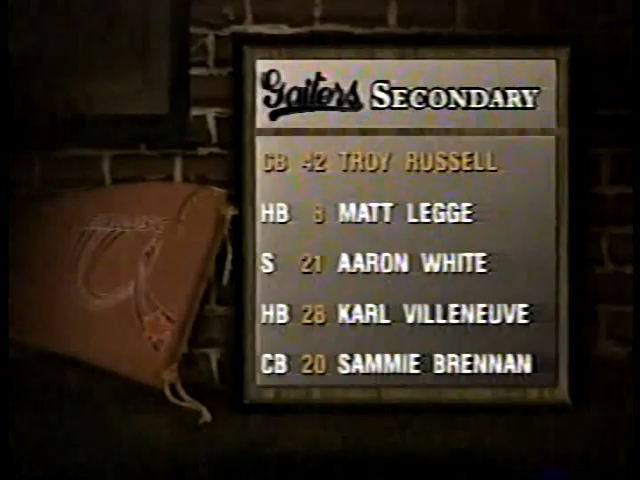 Gaiters SECONDARY
CB 42 TROY RUSSELL
HB 8 MATT LEGGE
S 21 AARON WHITE
HB 28 KARL VILLENEUVE
CB 20 SAMMIE BRENNAN